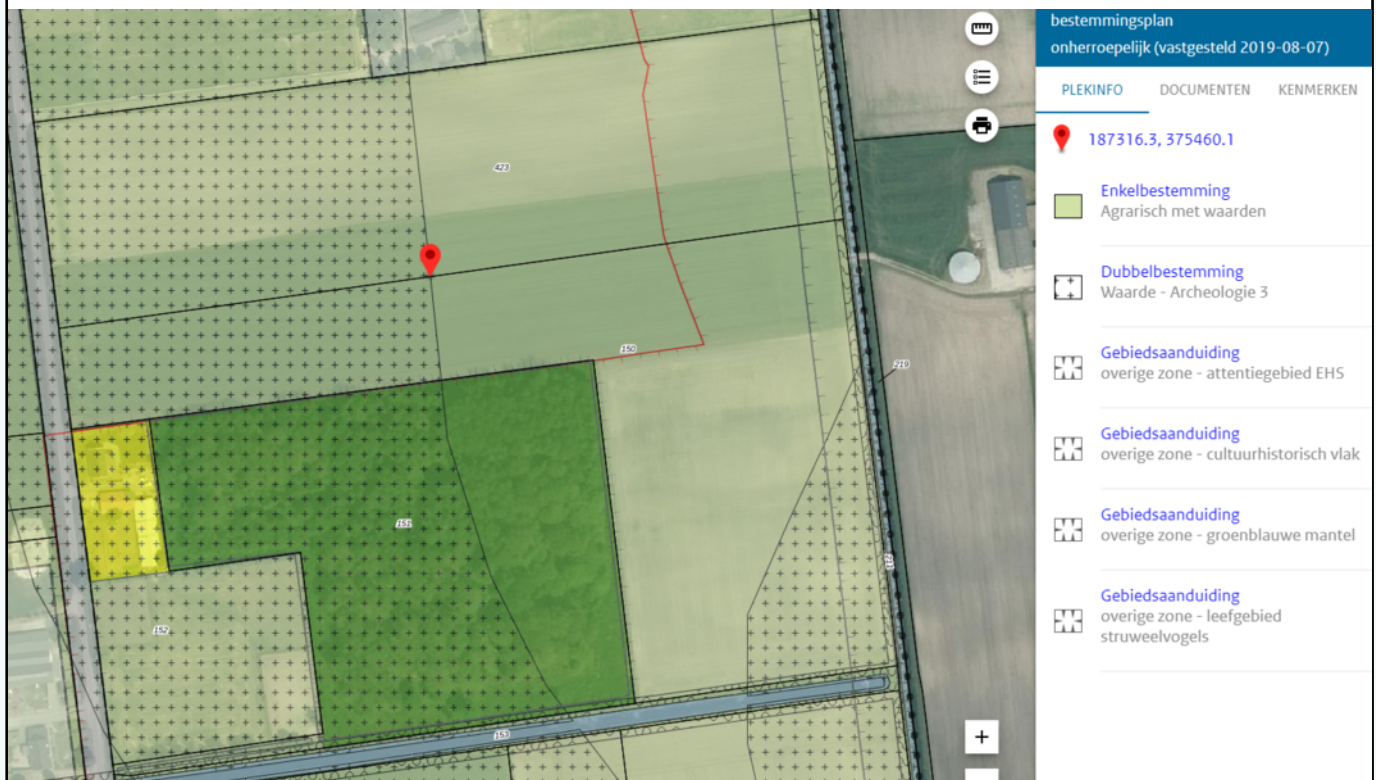 bestemmingsplan
onherroepelijk (vastgesteld 2019-08-07)
PLEKINFO DOCUMENTEN KENMERKEN
187316.3, 375460.1
Enkelbestemming
Agrarisch met waarden
Dubbelbestemming
Waarde - Archeologie 3
Gebiedsaanduiding
overige zone - attentiegebied EHS
Gebiedsaanduiding
overige zone - cultuurhistorisch vlak
Gebiedsaanduiding
overige zone - groenblauwe mantel
Gebiedsaanduiding
overige zone - leefgebied
struweelvogels
423
150
219
151
152
153
+